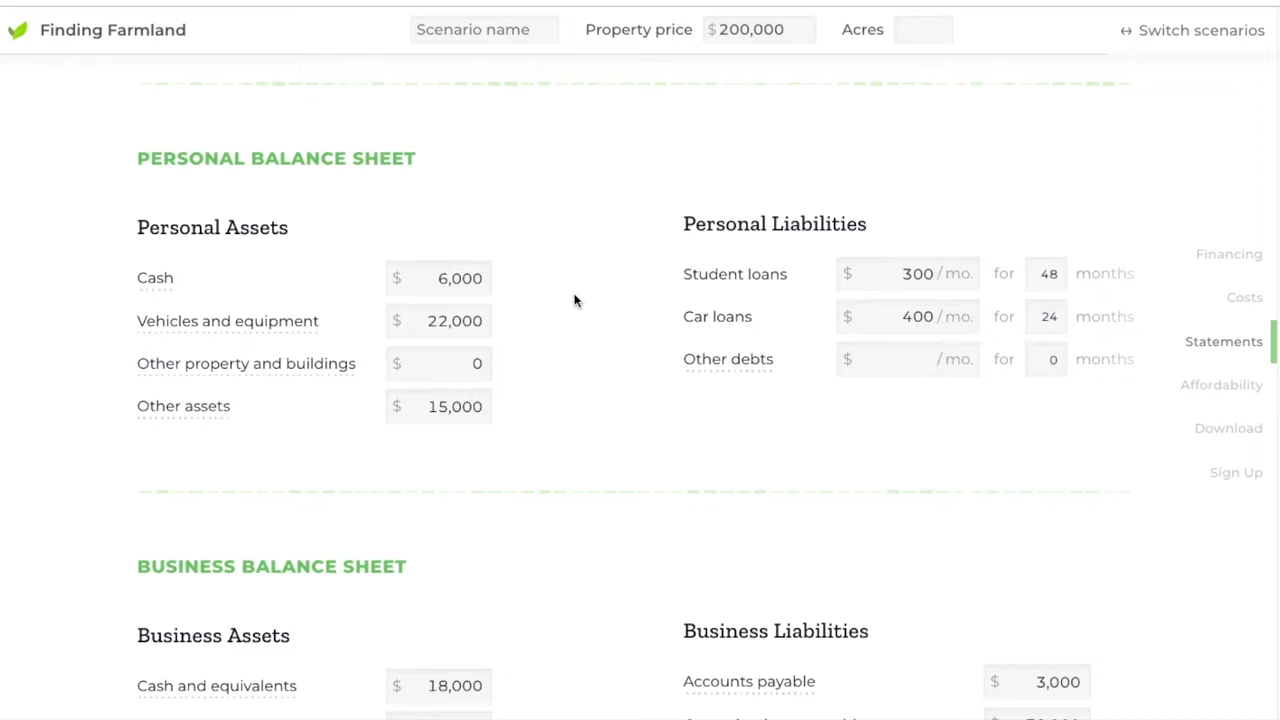 Finding Farmland
Scenario name
Property price $ 200,000
Acres
↔ Switch scenarios
PERSONAL BALANCE SHEET
Personal Assets
Cash $ 6,000
Vehicles and equipment $ 22,000
Other property and buildings $ 0
Other assets $ 15,000
Personal Liabilities
Student loans $ 300 / mo. for 48 months
Car loans $ 400 / mo. for 24 months
Other debts $ / mo. for 0 months
Financing
Costs
Statements
Affordability
Download
Sign Up
BUSINESS BALANCE SHEET
Business Assets
Cash and equivalents $ 18,000
Business Liabilities
Accounts payable $ 3,000